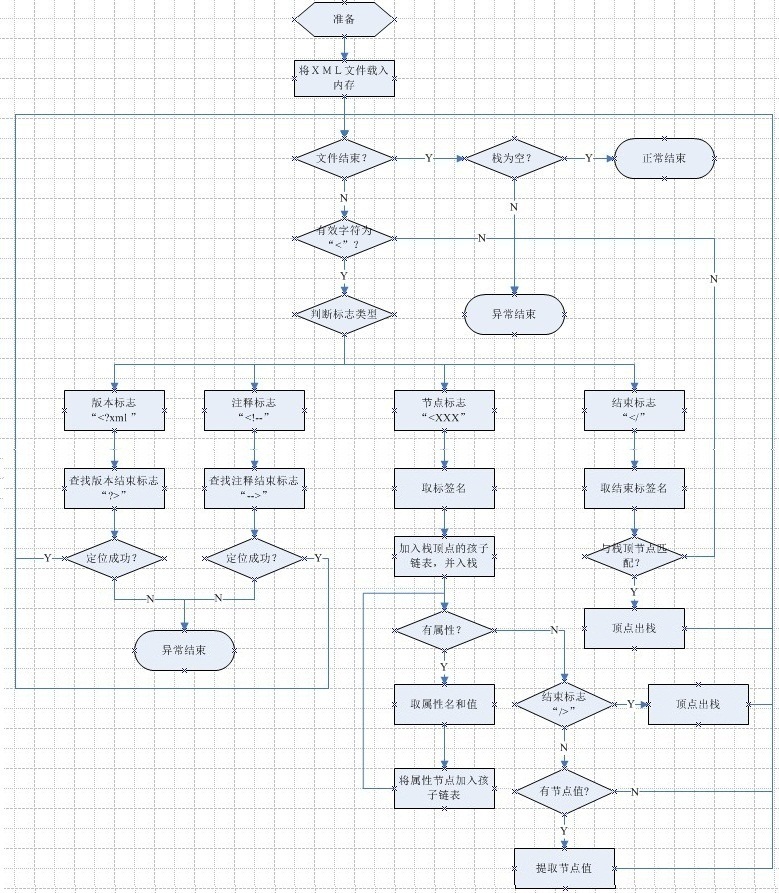 准备
将ＸＭＬ文件载入
内存
文件结束？
Y
栈为空？
Y
正常结束
N
N
有效字符为
“<”？
N
N
Y
判断标志类型
异常结束
版本标志
“<?xml ”
注释标志
“<!--”
节点标志
“<XXX”
结束标志
“</”
查找版本结束标志
“?>”
查找注释结束标志
“-->”
取标签名
取结束标签名
Y
定位成功？
定位成功？
Y
加入栈顶点的孩子
链表，并入栈
与栈顶节点匹
配？
N
N
Y
异常结束
有属性？
N
顶点出栈
Y
取属性名和值
结束标志
“/>”
Y
顶点出栈
N
将属性节点加入孩
子链表
有节点值？
N
Y
提取节点值